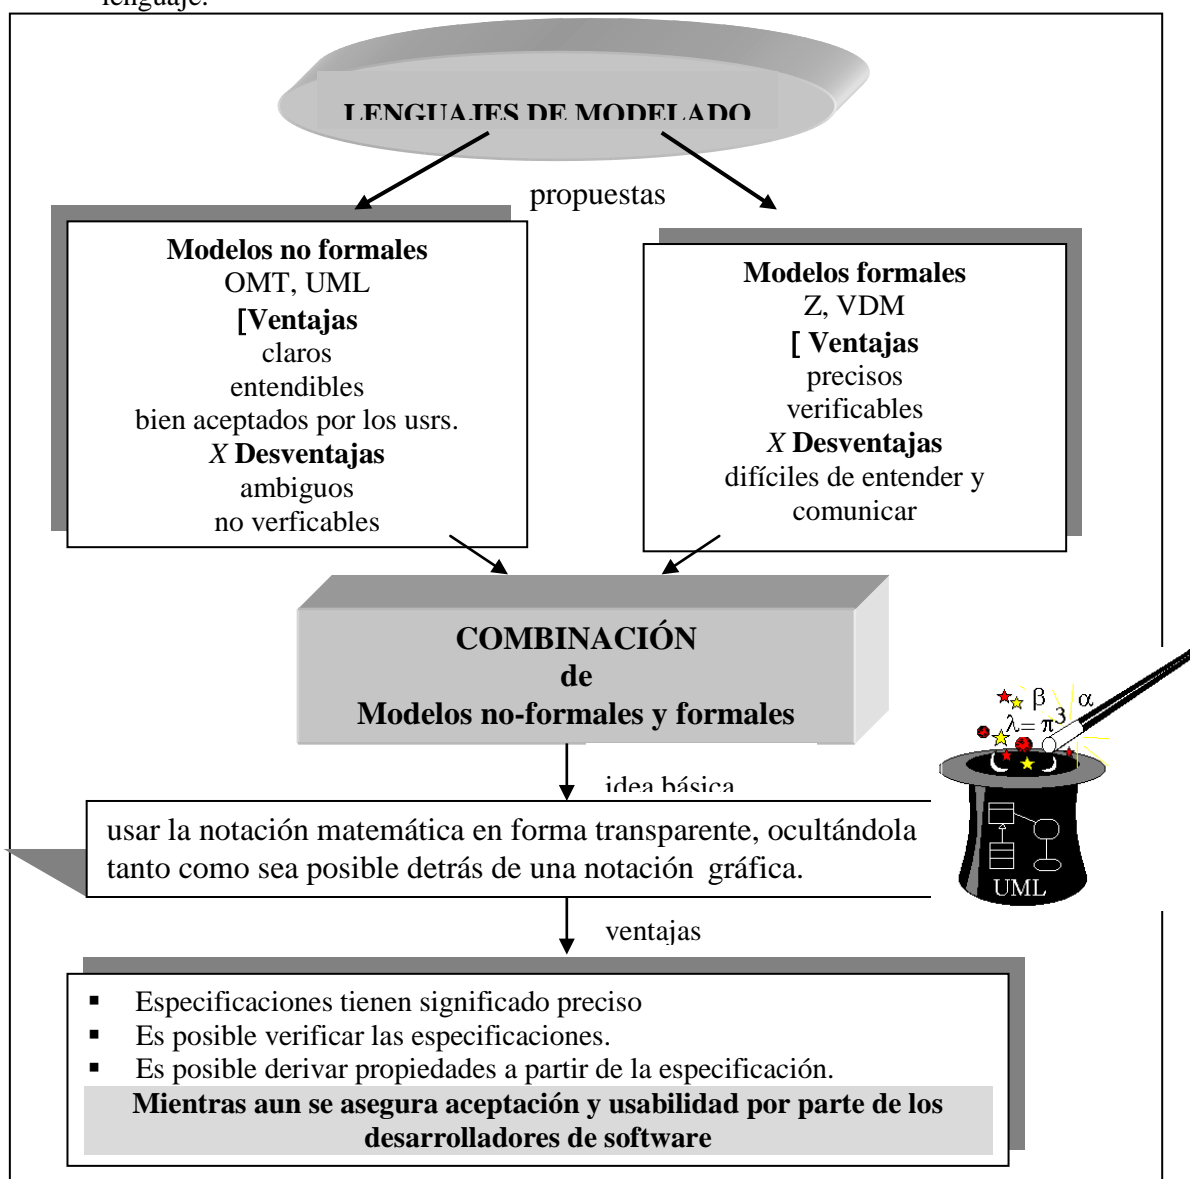 lenguaje.
LENGUAJES DE MODELADO
propuestas
Modelos no formales
OMT, UML
[Ventajas
claros
entendibles
bien aceptados por los usrs.
X Desventajas
ambiguos
no verficables
Modelos formales
Z, VDM
[ Ventajas
precisos
verificables
X Desventajas
difíciles de entender y
comunicar
COMBINACIÓN
de
Modelos no-formales y formales
β α
λ= π³
UML
idea básica
usar la notación matemática en forma transparente, ocultándola
tanto como sea posible detrás de una notación gráfica.
ventajas
▪ Especificaciones tienen significado preciso
▪ Es posible verificar las especificaciones.
▪ Es posible derivar propiedades a partir de la especificación.
Mientras aun se asegura aceptación y usabilidad por parte de los
desarrolladores de software